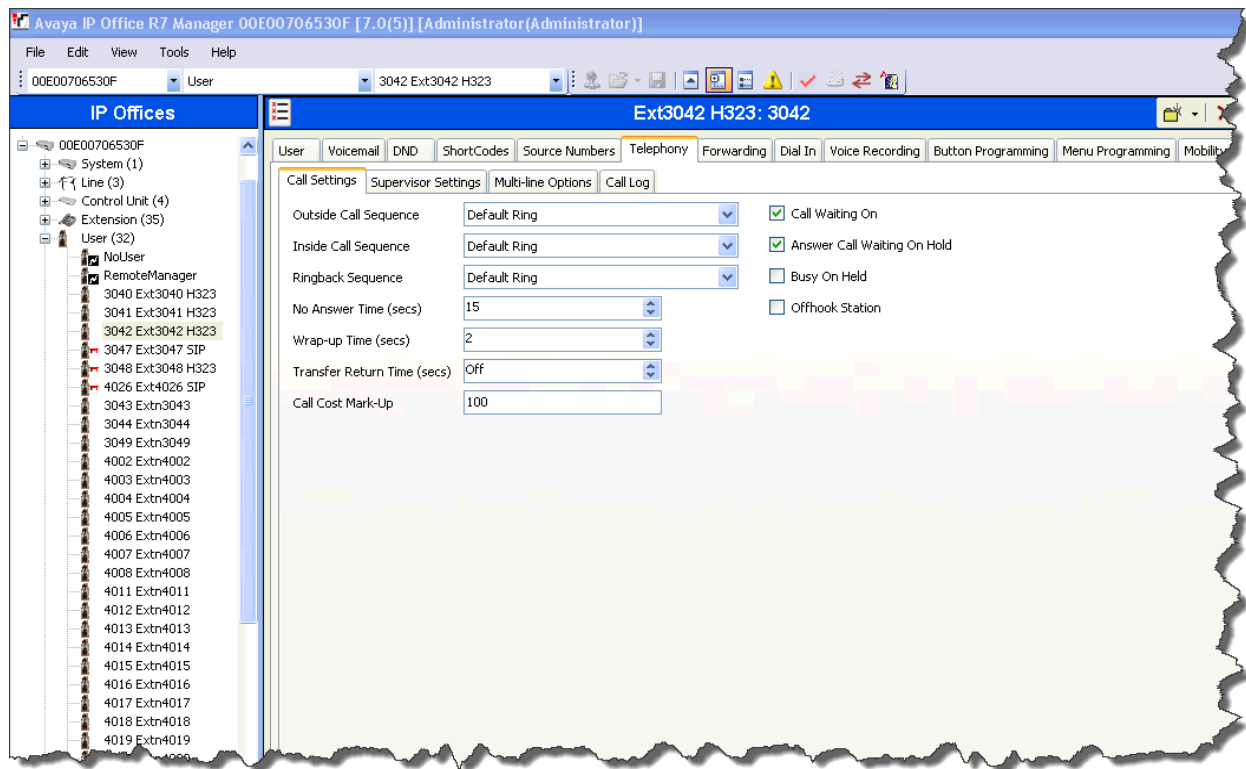 Avaya IP Office R7 Manager 00E00706530F [7.0(5)] [Administrator(Administrator)]
File Edit View Tools Help
00E00706530F User 3042 Ext3042 H323
IP Offices
Ext3042 H323: 3042
00E00706530F
System (1)
Line (3)
Control Unit (4)
Extension (35)
User (32)
NoUser
RemoteManager
3040 Ext3040 H323
3041 Ext3041 H323
3042 Ext3042 H323
3047 Ext3047 SIP
3048 Ext3048 H323
4026 Ext4026 SIP
3043 Extn3043
3044 Extn3044
3049 Extn3049
4002 Extn4002
4003 Extn4003
4004 Extn4004
4005 Extn4005
4006 Extn4006
4007 Extn4007
4008 Extn4008
4011 Extn4011
4012 Extn4012
4013 Extn4013
4014 Extn4014
4015 Extn4015
4016 Extn4016
4017 Extn4017
4018 Extn4018
4019 Extn4019
User Voicemail DND ShortCodes Source Numbers Telephony Forwarding Dial In Voice Recording Button Programming Menu Programming Mobility
Call Settings Supervisor Settings Multi-line Options Call Log
Outside Call Sequence Default Ring Call Waiting On
Inside Call Sequence Default Ring Answer Call Waiting On Hold
Ringback Sequence Default Ring Busy On Held
No Answer Time (secs) 15 Offhook Station
Wrap-up Time (secs) 2
Transfer Return Time (secs) Off
Call Cost Mark-Up 100